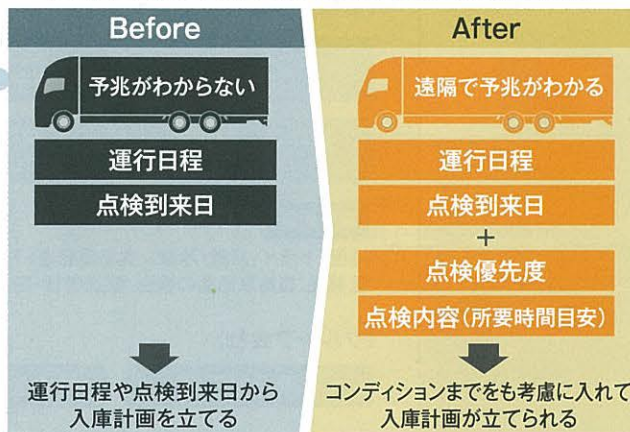 Before
予兆がわからない
運行日程
点検到来日
運行日程や点検到来日から
入庫計画を立てる
After
遠隔で予兆がわかる
運行日程
点検到来日
+
点検優先度
点検内容(所要時間目安)
コンディションまでをも考慮に入れて
入庫計画が立てられる